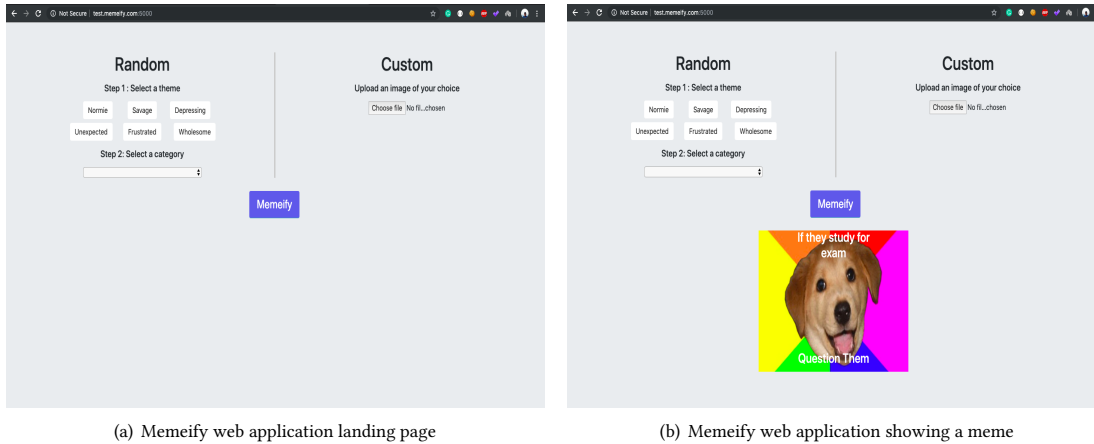 Not Secure test.memeify.com:5000
Random
Step 1 : Select a theme
Normie Savage Depressing
Unexpected Frustrated Wholesome
Step 2: Select a category
Custom
Upload an image of your choice
Choose file No fil...chosen
Memeify
(a) Memeify web application landing page
Not Secure test.memeify.com:5000
Random
Step 1 : Select a theme
Normie Savage Depressing
Unexpected Frustrated Wholesome
Step 2: Select a category
Custom
Upload an image of your choice
Choose file No fil...chosen
Memeify
If they study for
exam
Question Them
(b) Memeify web application showing a meme